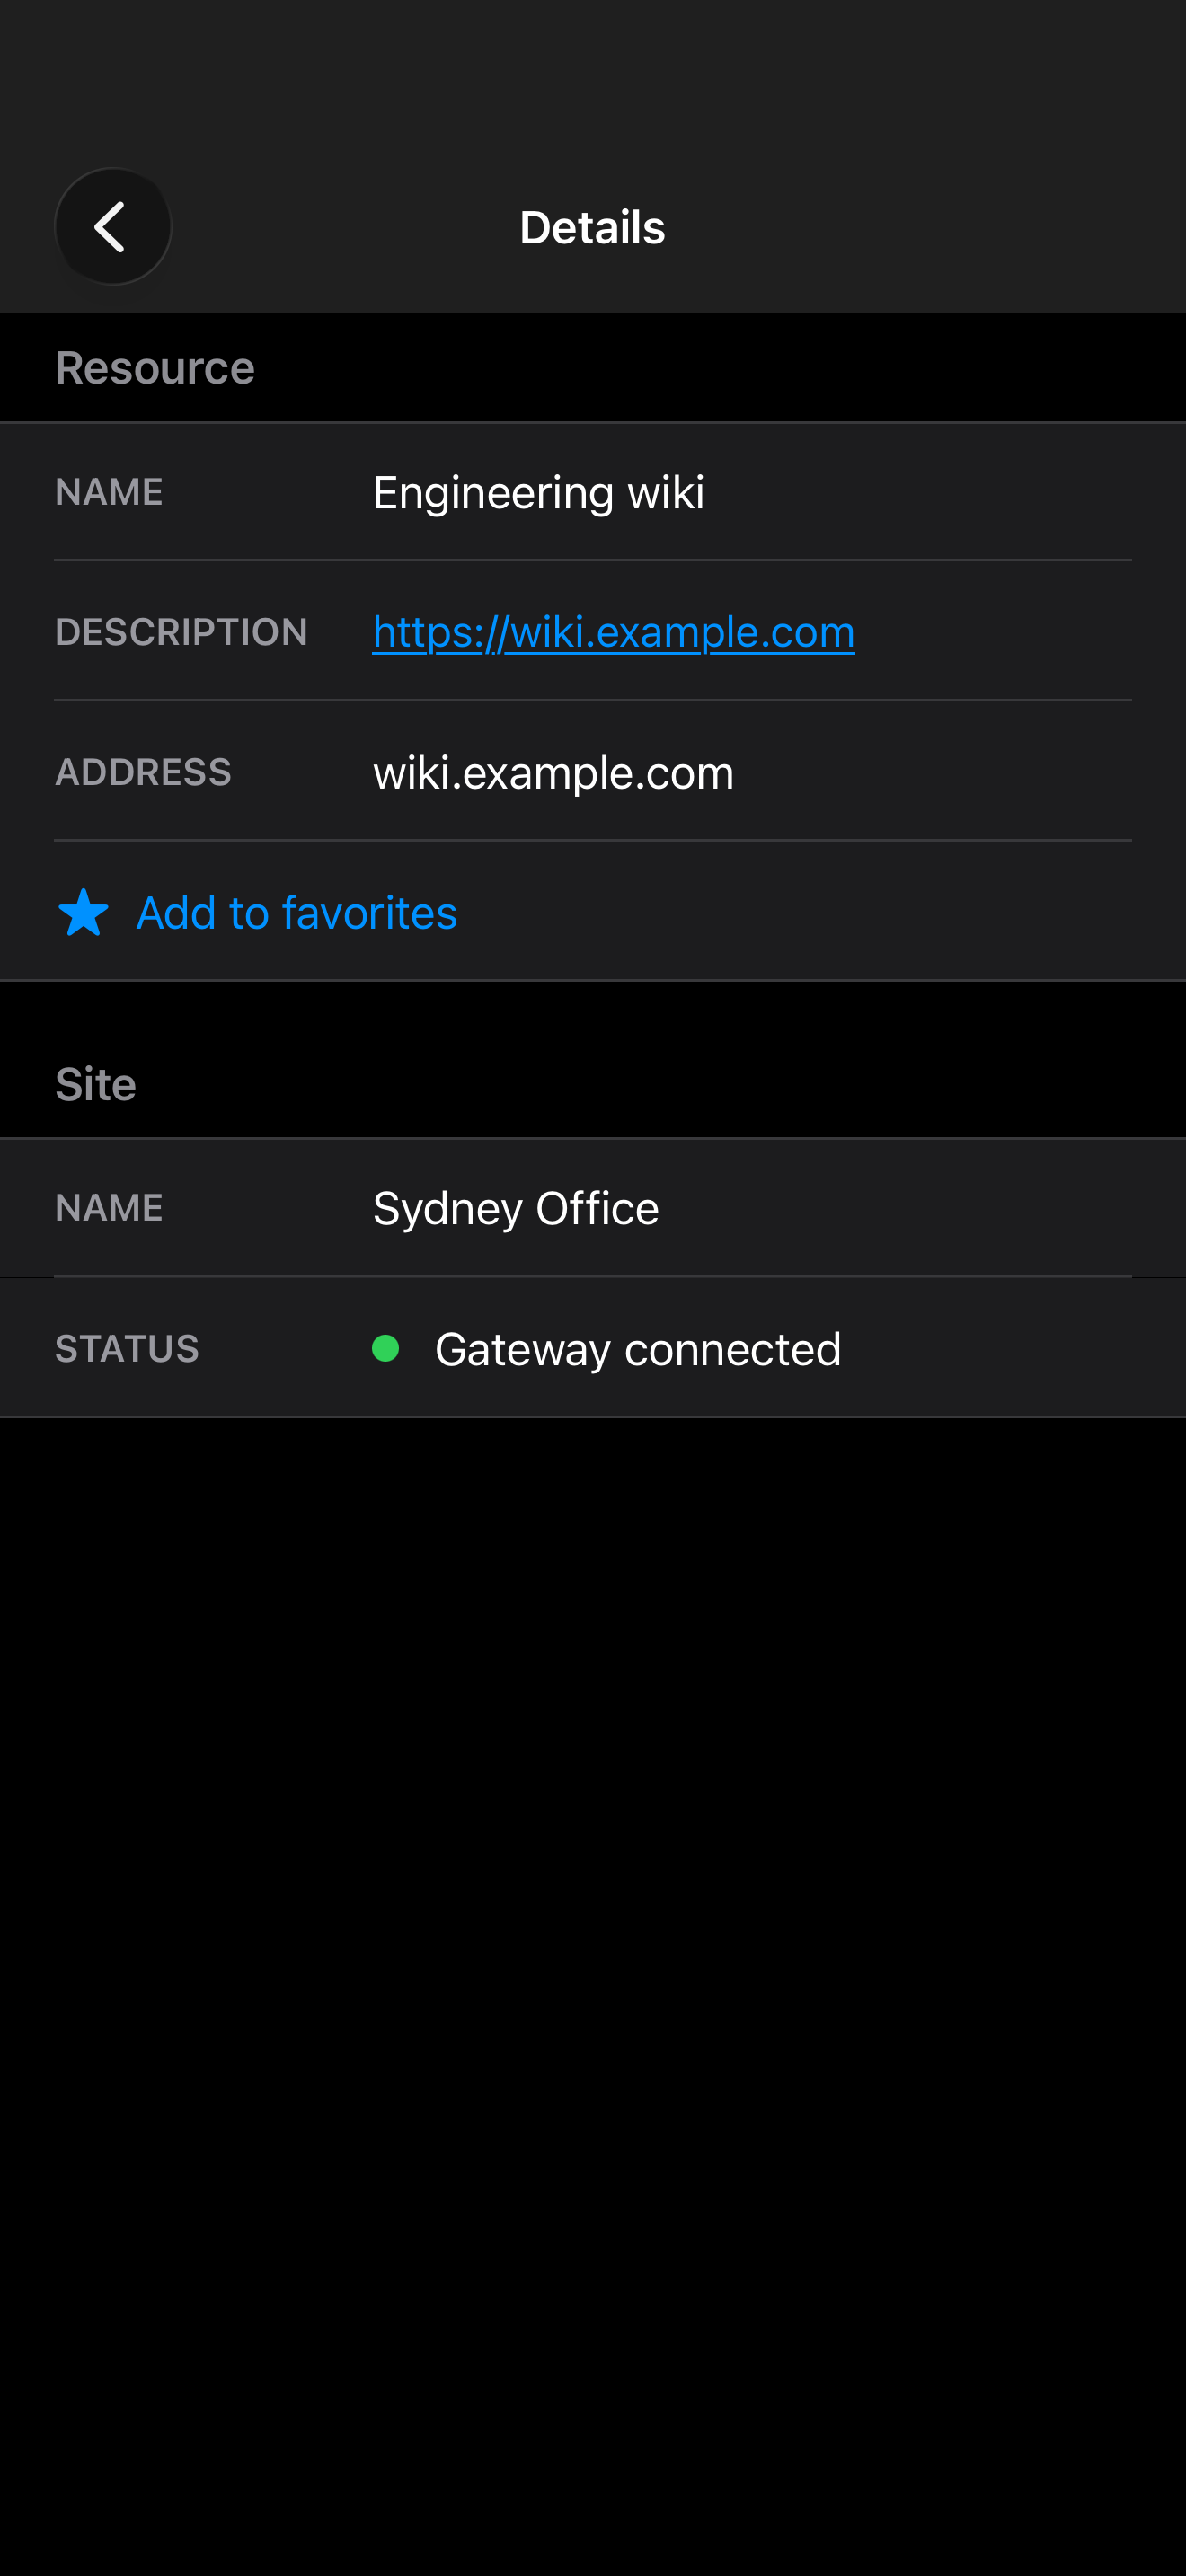 Details
Resource
NAME Engineering wiki
DESCRIPTION https://wiki.example.com
ADDRESS wiki.example.com
Add to favorites
Site
NAME Sydney Office
STATUS Gateway connected